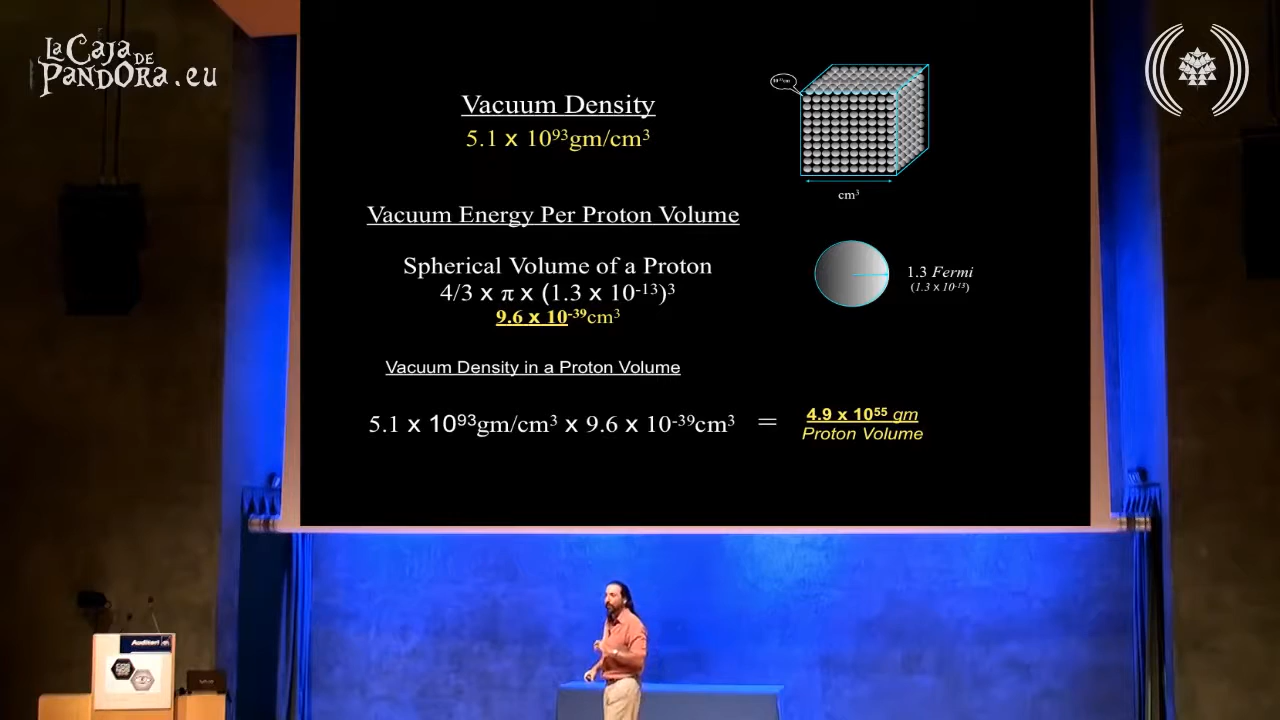 La Caja
DE
PANDORA.eu
Vacuum Density
5.1 x 10⁹³gm/cm³
cm³
Vacuum Energy Per Proton Volume
Spherical Volume of a Proton
4/3 x π x (1.3 x 10⁻¹³)³
9.6 x 10⁻³⁹cm³
1.3 Fermi
(1.3 x 10⁻¹³)
Vacuum Density in a Proton Volume
5.1 x 10⁹³gm/cm³ x 9.6 x 10⁻³⁹cm³ = 4.9 x 10⁵⁵ gm
Proton Volume
Auditori